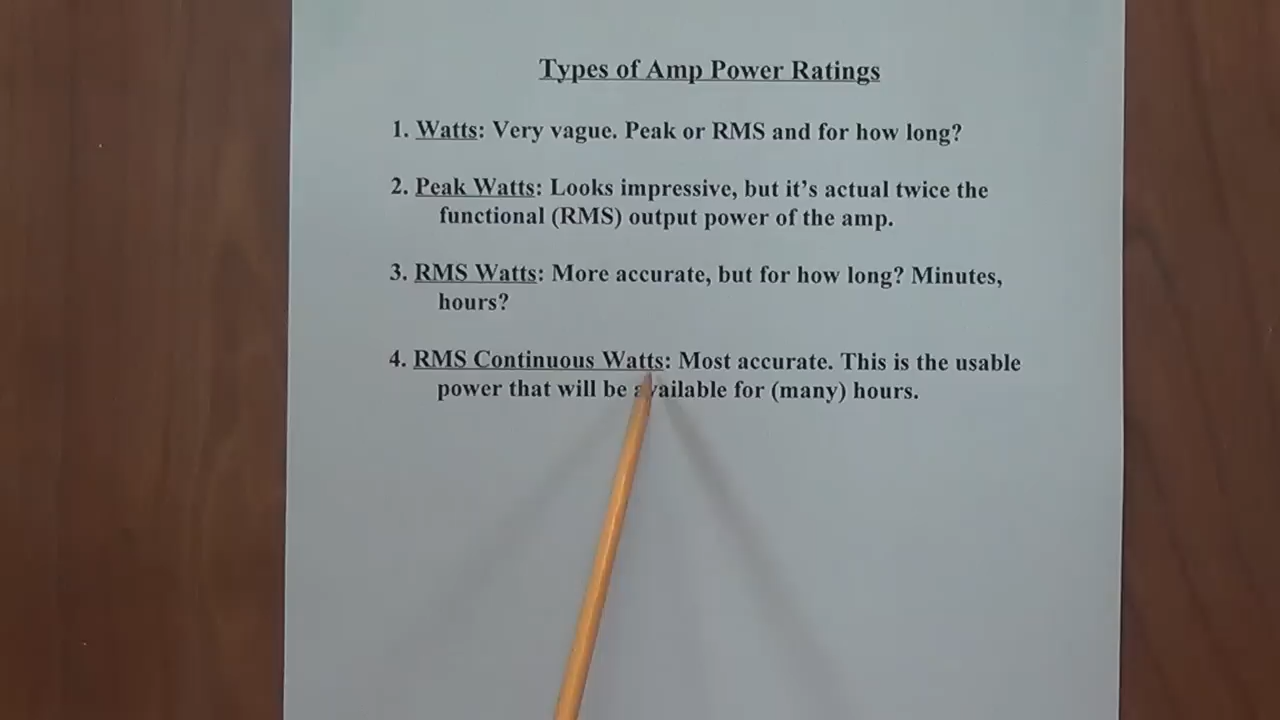 Types of Amp Power Ratings
1. Watts: Very vague. Peak or RMS and for how long?
2. Peak Watts: Looks impressive, but it's actual twice the
functional (RMS) output power of the amp.
3. RMS Watts: More accurate, but for how long? Minutes,
hours?
4. RMS Continuous Watts: Most accurate. This is the usable
power that will be available for (many) hours.